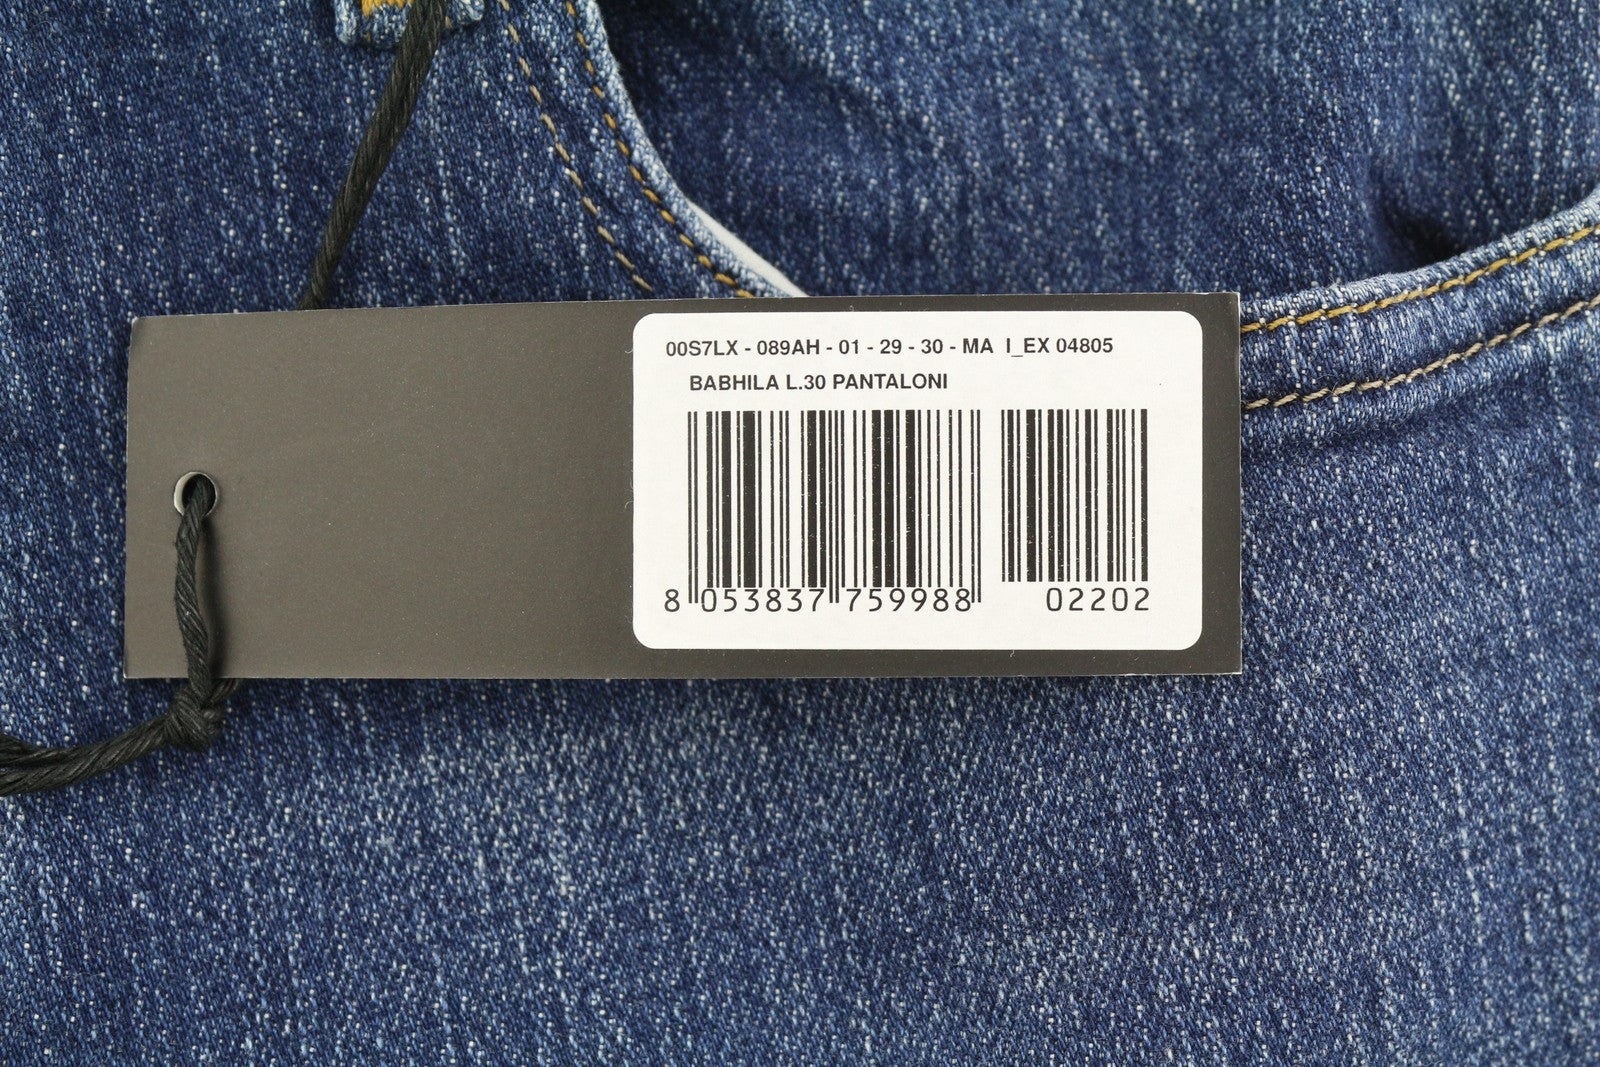 00S7LX - 089AH - 01 - 29 - 30 - MA I_EX 04805
BABHILA L.30 PANTALONI
8 053837 759988 02202